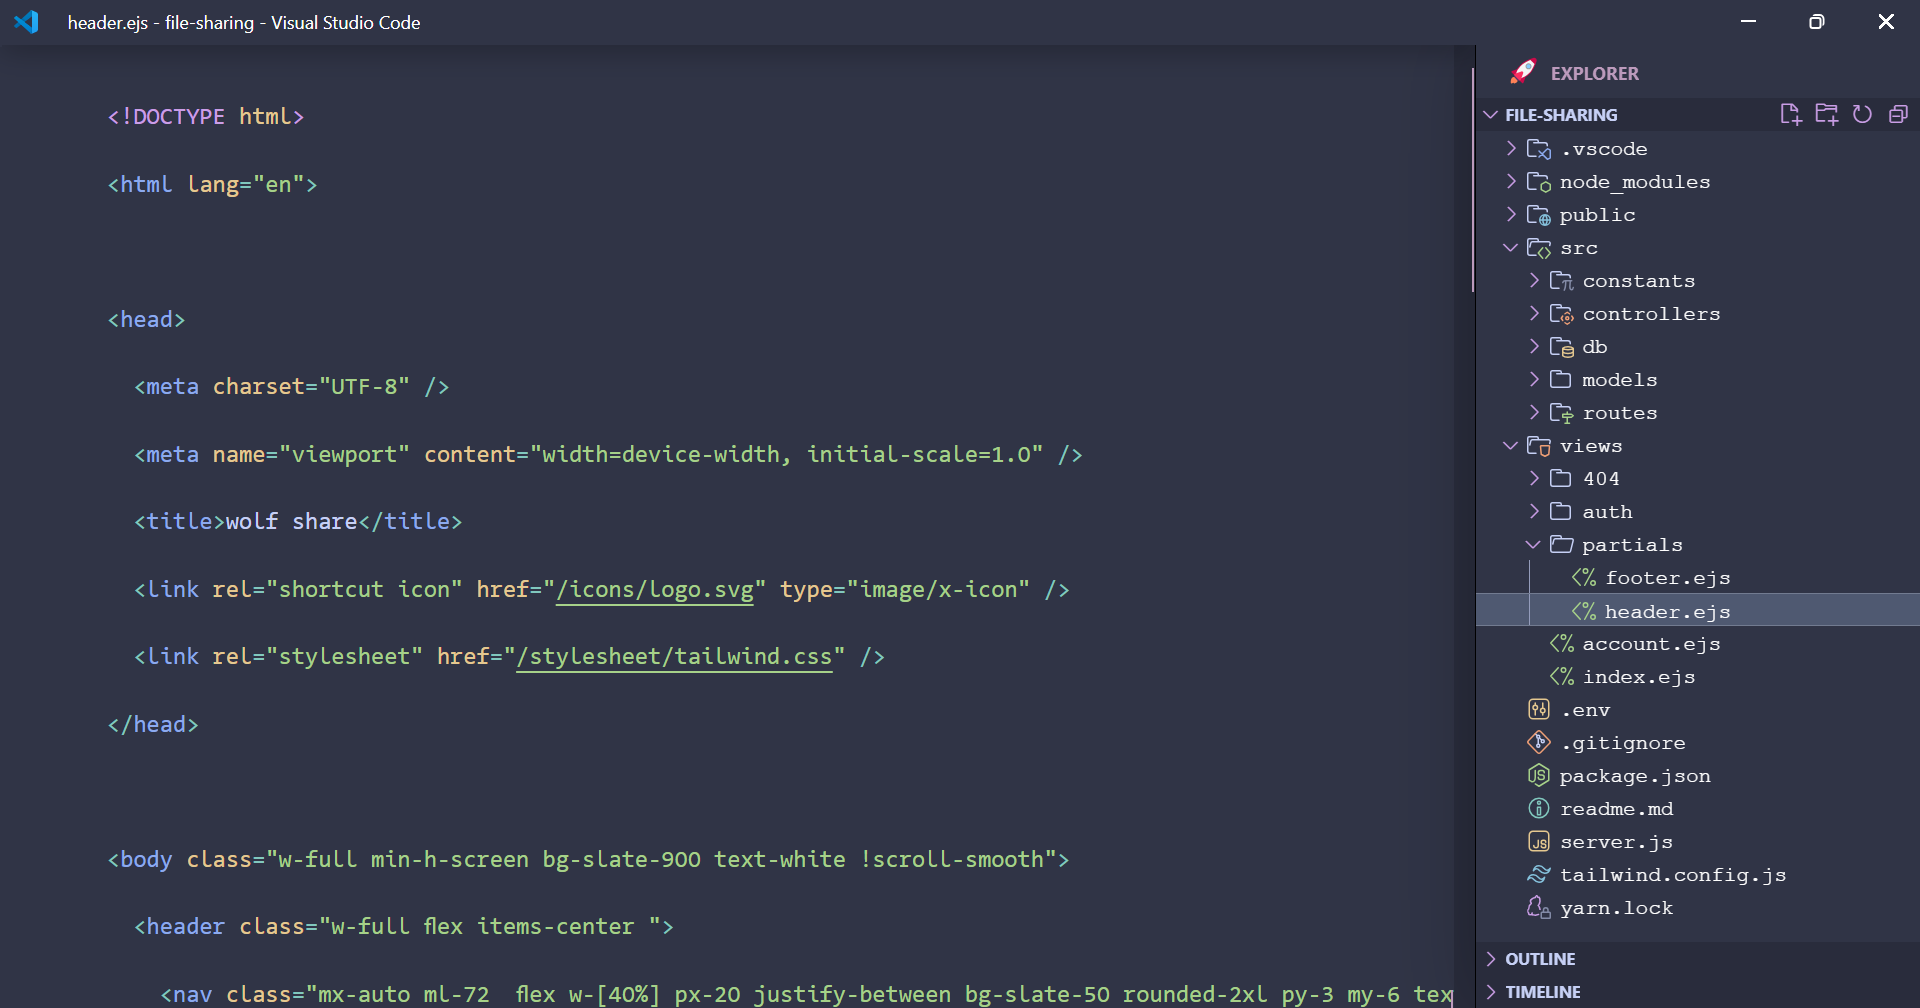 header.ejs - file-sharing - Visual Studio Code
<!DOCTYPE html>
<html lang="en">
<head>
<meta charset="UTF-8" />
<meta name="viewport" content="width=device-width, initial-scale=1.0" />
<title>wolf share</title>
<link rel="shortcut icon" href="/icons/logo.svg" type="image/x-icon" />
<link rel="stylesheet" href="/stylesheet/tailwind.css" />
</head>
<body class="w-full min-h-screen bg-slate-900 text-white !scroll-smooth">
<header class="w-full flex items-center ">
<nav class="mx-auto ml-72  flex w-[40%] px-20 justify-between bg-slate-50 rounded-2xl py-3 my-6 tex
EXPLORER
FILE-SHARING
.vscode
node_modules
public
src
constants
controllers
db
models
routes
views
404
auth
partials
footer.ejs
header.ejs
account.ejs
index.ejs
.env
.gitignore
package.json
readme.md
server.js
tailwind.config.js
yarn.lock
OUTLINE
TIMELINE